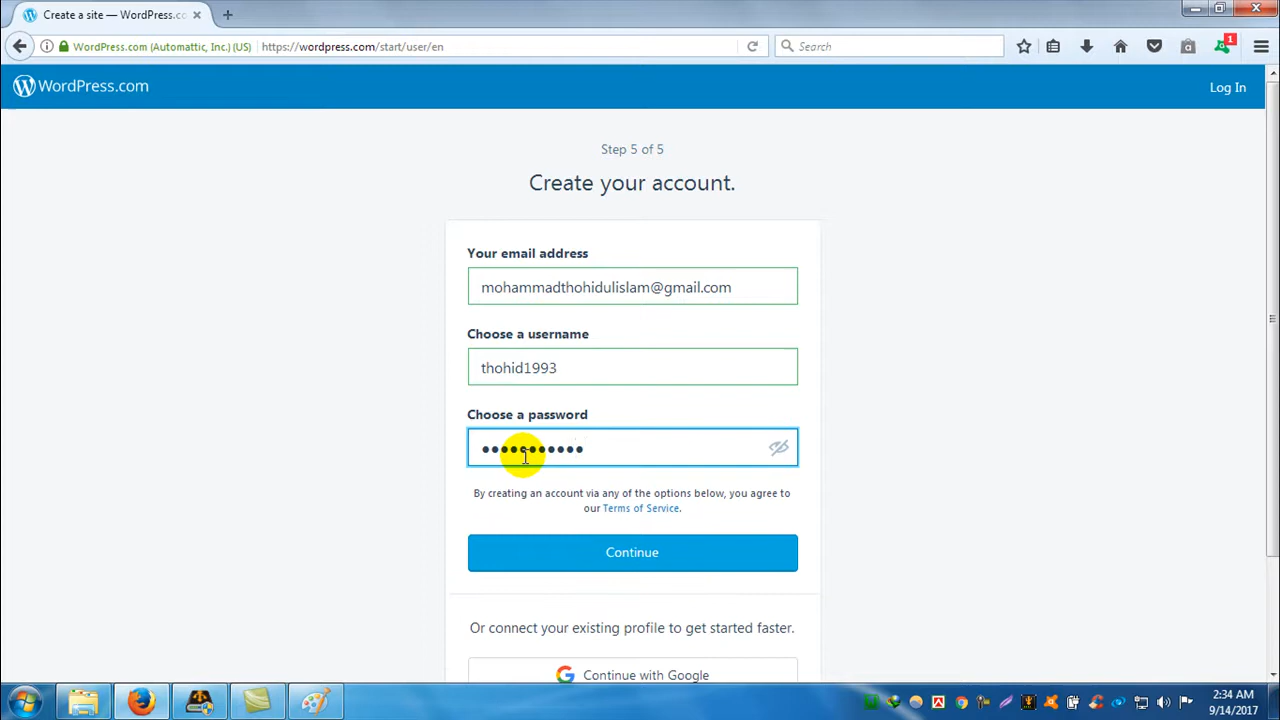 Create a site — WordPress.co
WordPress.com (Automattic, Inc.) (US)
https://wordpress.com/start/user/en
Search
1
WordPress.com
Log In
Step 5 of 5
Create your account.
Your email address
mohammadthohidulislam@gmail.com
Choose a username
thohid1993
Choose a password
By creating an account via any of the options below, you agree to
our Terms of Service.
Continue
Or connect your existing profile to get started faster.
Continue with Google
2:34 AM
9/14/2017